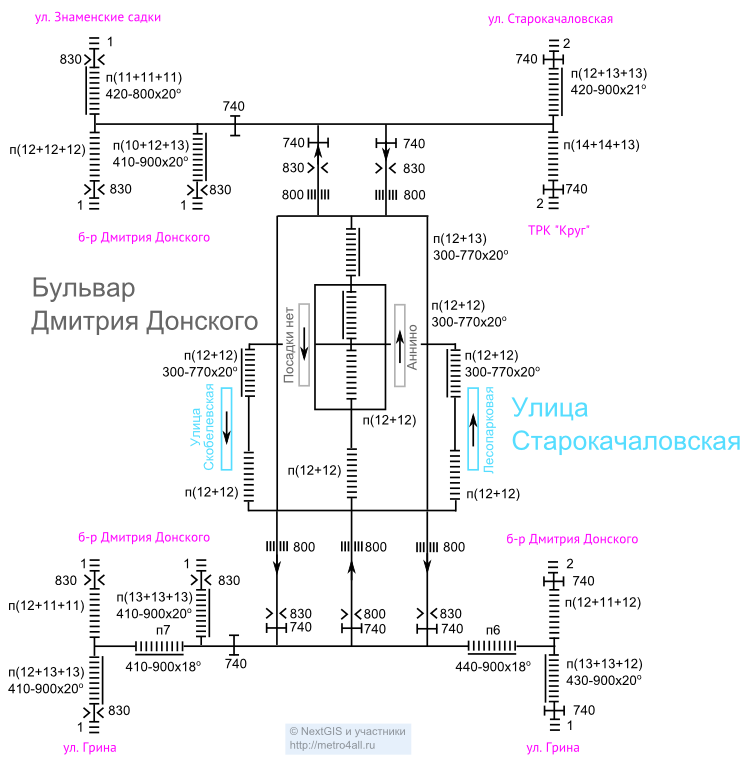 ул. Знаменские садки
ул. Старокачаловская
1
2
830
740
п(11+11+11)
420-800x20°
п(12+13+13)
420-900x21°
740
п(12+12+12)
п(10+12+13)
410-900x20°
740
740
п(14+14+13)
830
830
830
830
740
1
1
800
800
2
б-р Дмитрия Донского
ТРК "Круг"
п(12+13)
300-770x20°
Бульвар
Дмитрия Донского
Посадки нет
Аннино
п(12+12)
300-770x20°
п(12+12)
300-770x20°
п(12+12)
300-770x20°
Улица
Скобелевская
Лесопарковая
Улица
Старокачаловская
п(12+12)
п(12+12)
п(12+12)
п(12+12)
б-р Дмитрия Донского
б-р Дмитрия Донского
800
800
800
1
1
2
830
830
740
п(12+11+11)
п(13+13+13)
410-900x20°
п(12+11+12)
830
800
830
740
740
740
п7
п6
410-900x18°
740
440-900x18°
п(12+13+13)
410-900x20°
п(13+13+12)
430-900x20°
830
740
1
1
ул. Грина
ул. Грина
© NextGIS и участники
http://metro4all.ru